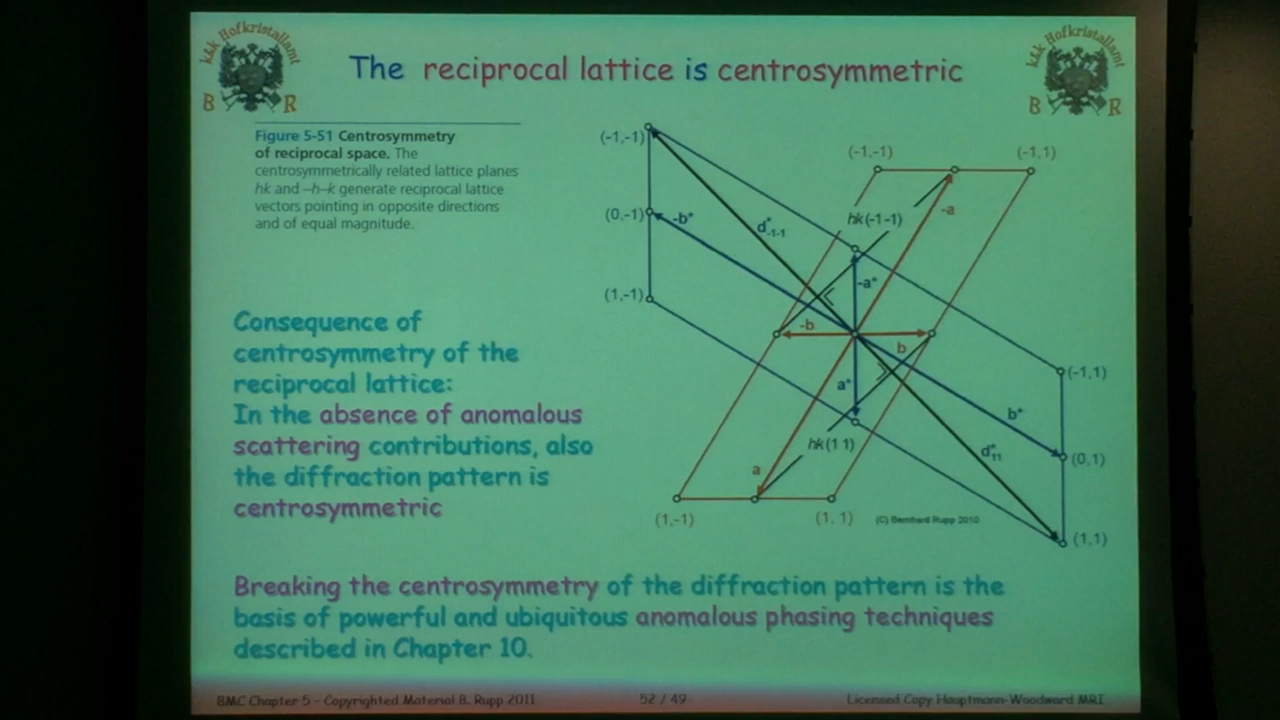 k&k Hofkristallamt
B R
The reciprocal lattice is centrosymmetric
k&k Hofkristallamt
B R
Figure 5-51 Centrosymmetry
of reciprocal space. The
centrosymmetrically related lattice planes
hk and –h–k generate reciprocal lattice
vectors pointing in opposite directions
and of equal magnitude.
Consequence of
centrosymmetry of the
reciprocal lattice:
In the absence of anomalous
scattering contributions, also
the diffraction pattern is
centrosymmetric
(-1,-1)
(-1,-1)
(-1,1)
(0,-1)
-b*
d*-1-1
hk(-1-1)
-a
(1,-1)
-a*
-b
b
a*
(-1,1)
b*
hk(1 1)
d*11
(0,1)
a
(1,-1)
(1, 1)
(C) Bernhard Rupp 2010
(1,1)
Breaking the centrosymmetry of the diffraction pattern is the
basis of powerful and ubiquitous anomalous phasing techniques
described in Chapter 10.
BMC Chapter 5 - Copyrighted Material B. Rupp 2011
52 / 49
Licensed Copy Hauptmann-Woodward MRI